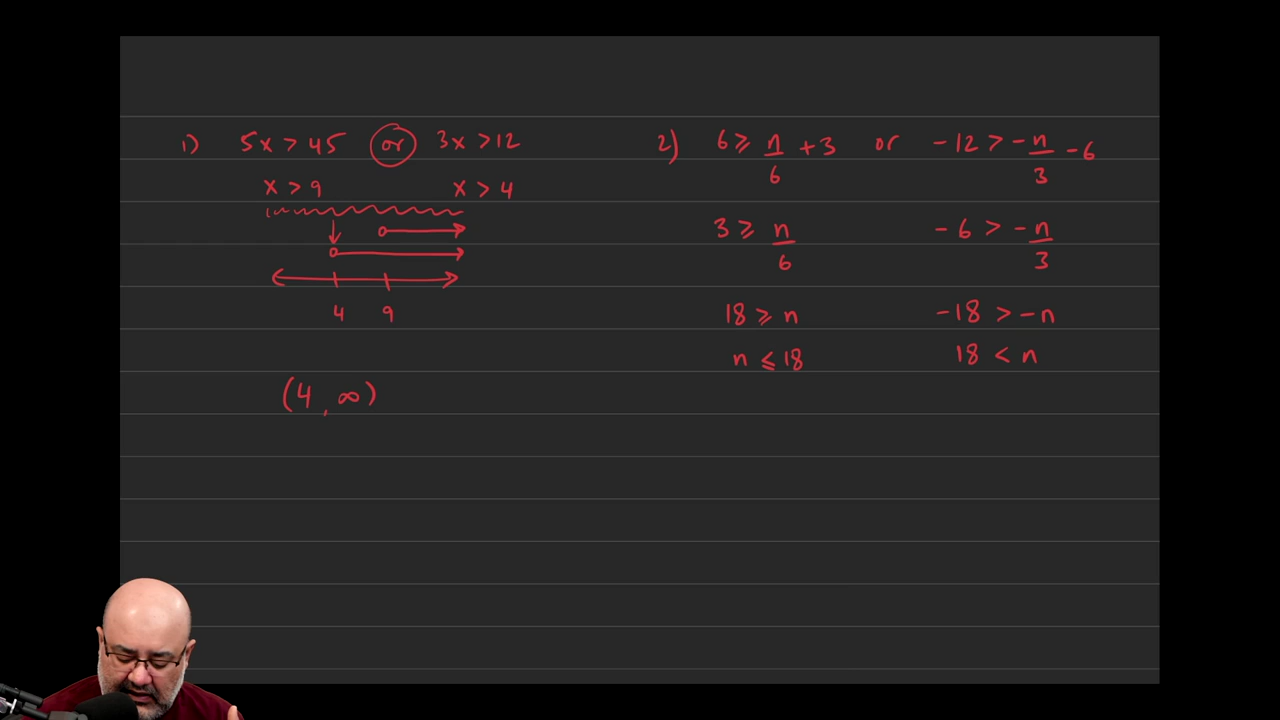 1) 5x > 45 or 3x > 12
x > 9 x > 4
4 9
(4, ∞)
2) 6 ⩾ n/6 + 3 or -12 > -n/3 - 6
3 ⩾ n/6 -6 > -n/3
18 ⩾ n -18 > -n
n ⩽ 18 18 < n